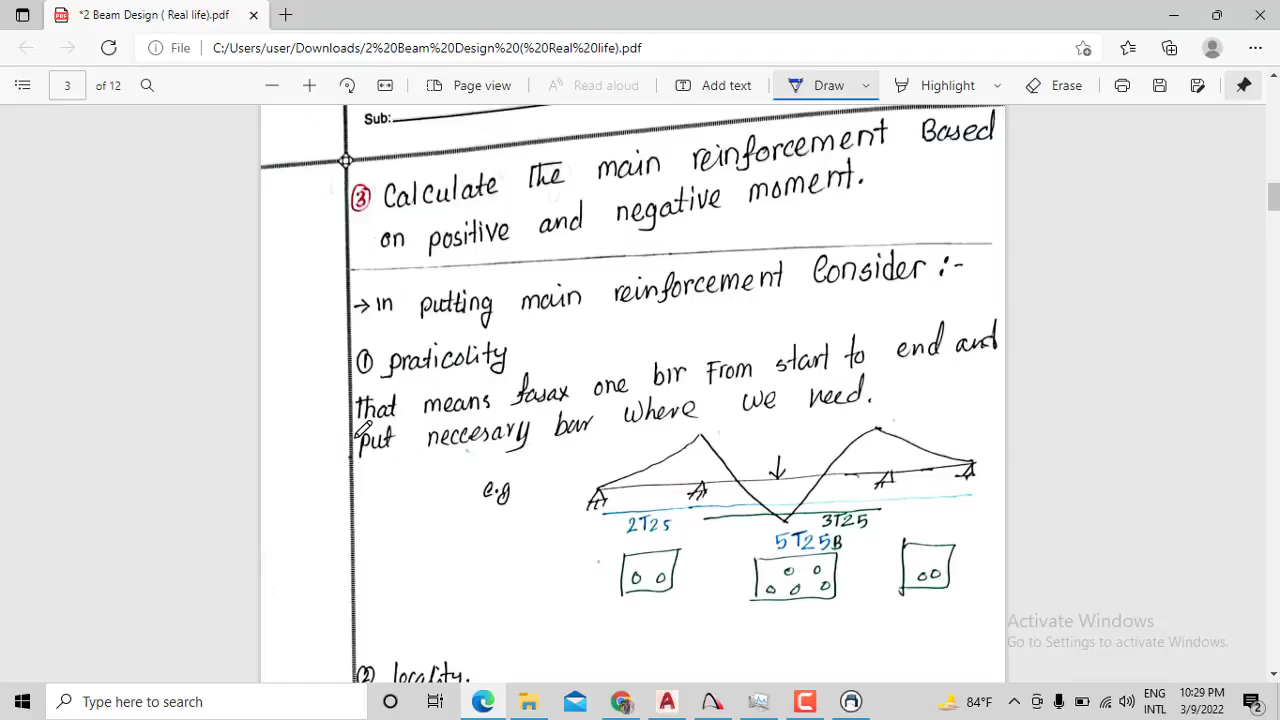 *2 Beam Design ( Real life).pdf
File
C:/Users/user/Downloads/2%20Beam%20Design%20(%20Real%20life).pdf
3 of 12
Page view
Read aloud
Add text
Draw
Highlight
Erase
Sub:
③ Calculate The main reinforcement Based
on positive and negative moment.
→ in putting main reinforcement Consider :-
① praticolity
that means one bir From start to end and
put neccesary bar where we need.
e.g
2T25
3T25
5T25B
② locality.
Activate Windows
Go to Settings to activate Windows.
Type here to search
84°F
ENG
INTL
10:29 PM
3/9/2022
2